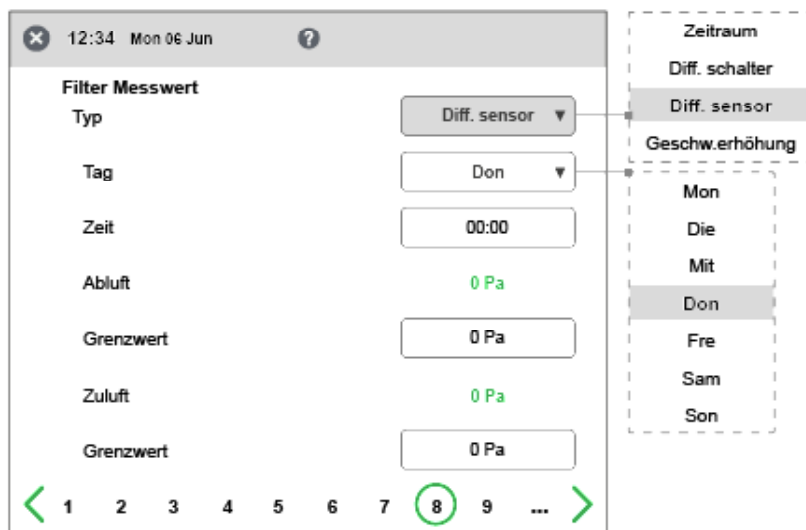 12:34 Mon 06 Jun ?
Filter Messwert
Typ Diff. sensor
Tag Don
Zeit 00:00
Abluft 0 Pa
Grenzwert 0 Pa
Zuluft 0 Pa
Grenzwert 0 Pa
1 2 3 4 5 6 7 8 9 ...
Zeitraum
Diff. schalter
Diff. sensor
Geschw.erhöhung
Mon
Die
Mit
Don
Fre
Sam
Son